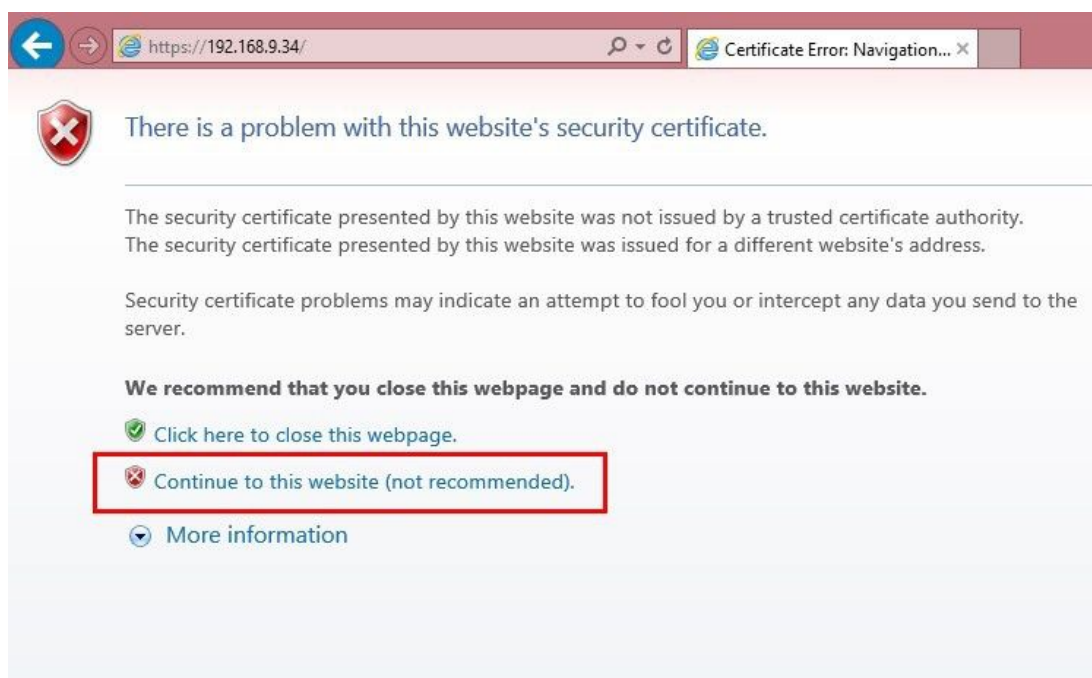 https://192.168.9.34/
Certificate Error: Navigation...
There is a problem with this website's security certificate.
The security certificate presented by this website was not issued by a trusted certificate authority.
The security certificate presented by this website was issued for a different website's address.
Security certificate problems may indicate an attempt to fool you or intercept any data you send to the
server.
We recommend that you close this webpage and do not continue to this website.
Click here to close this webpage.
Continue to this website (not recommended).
More information